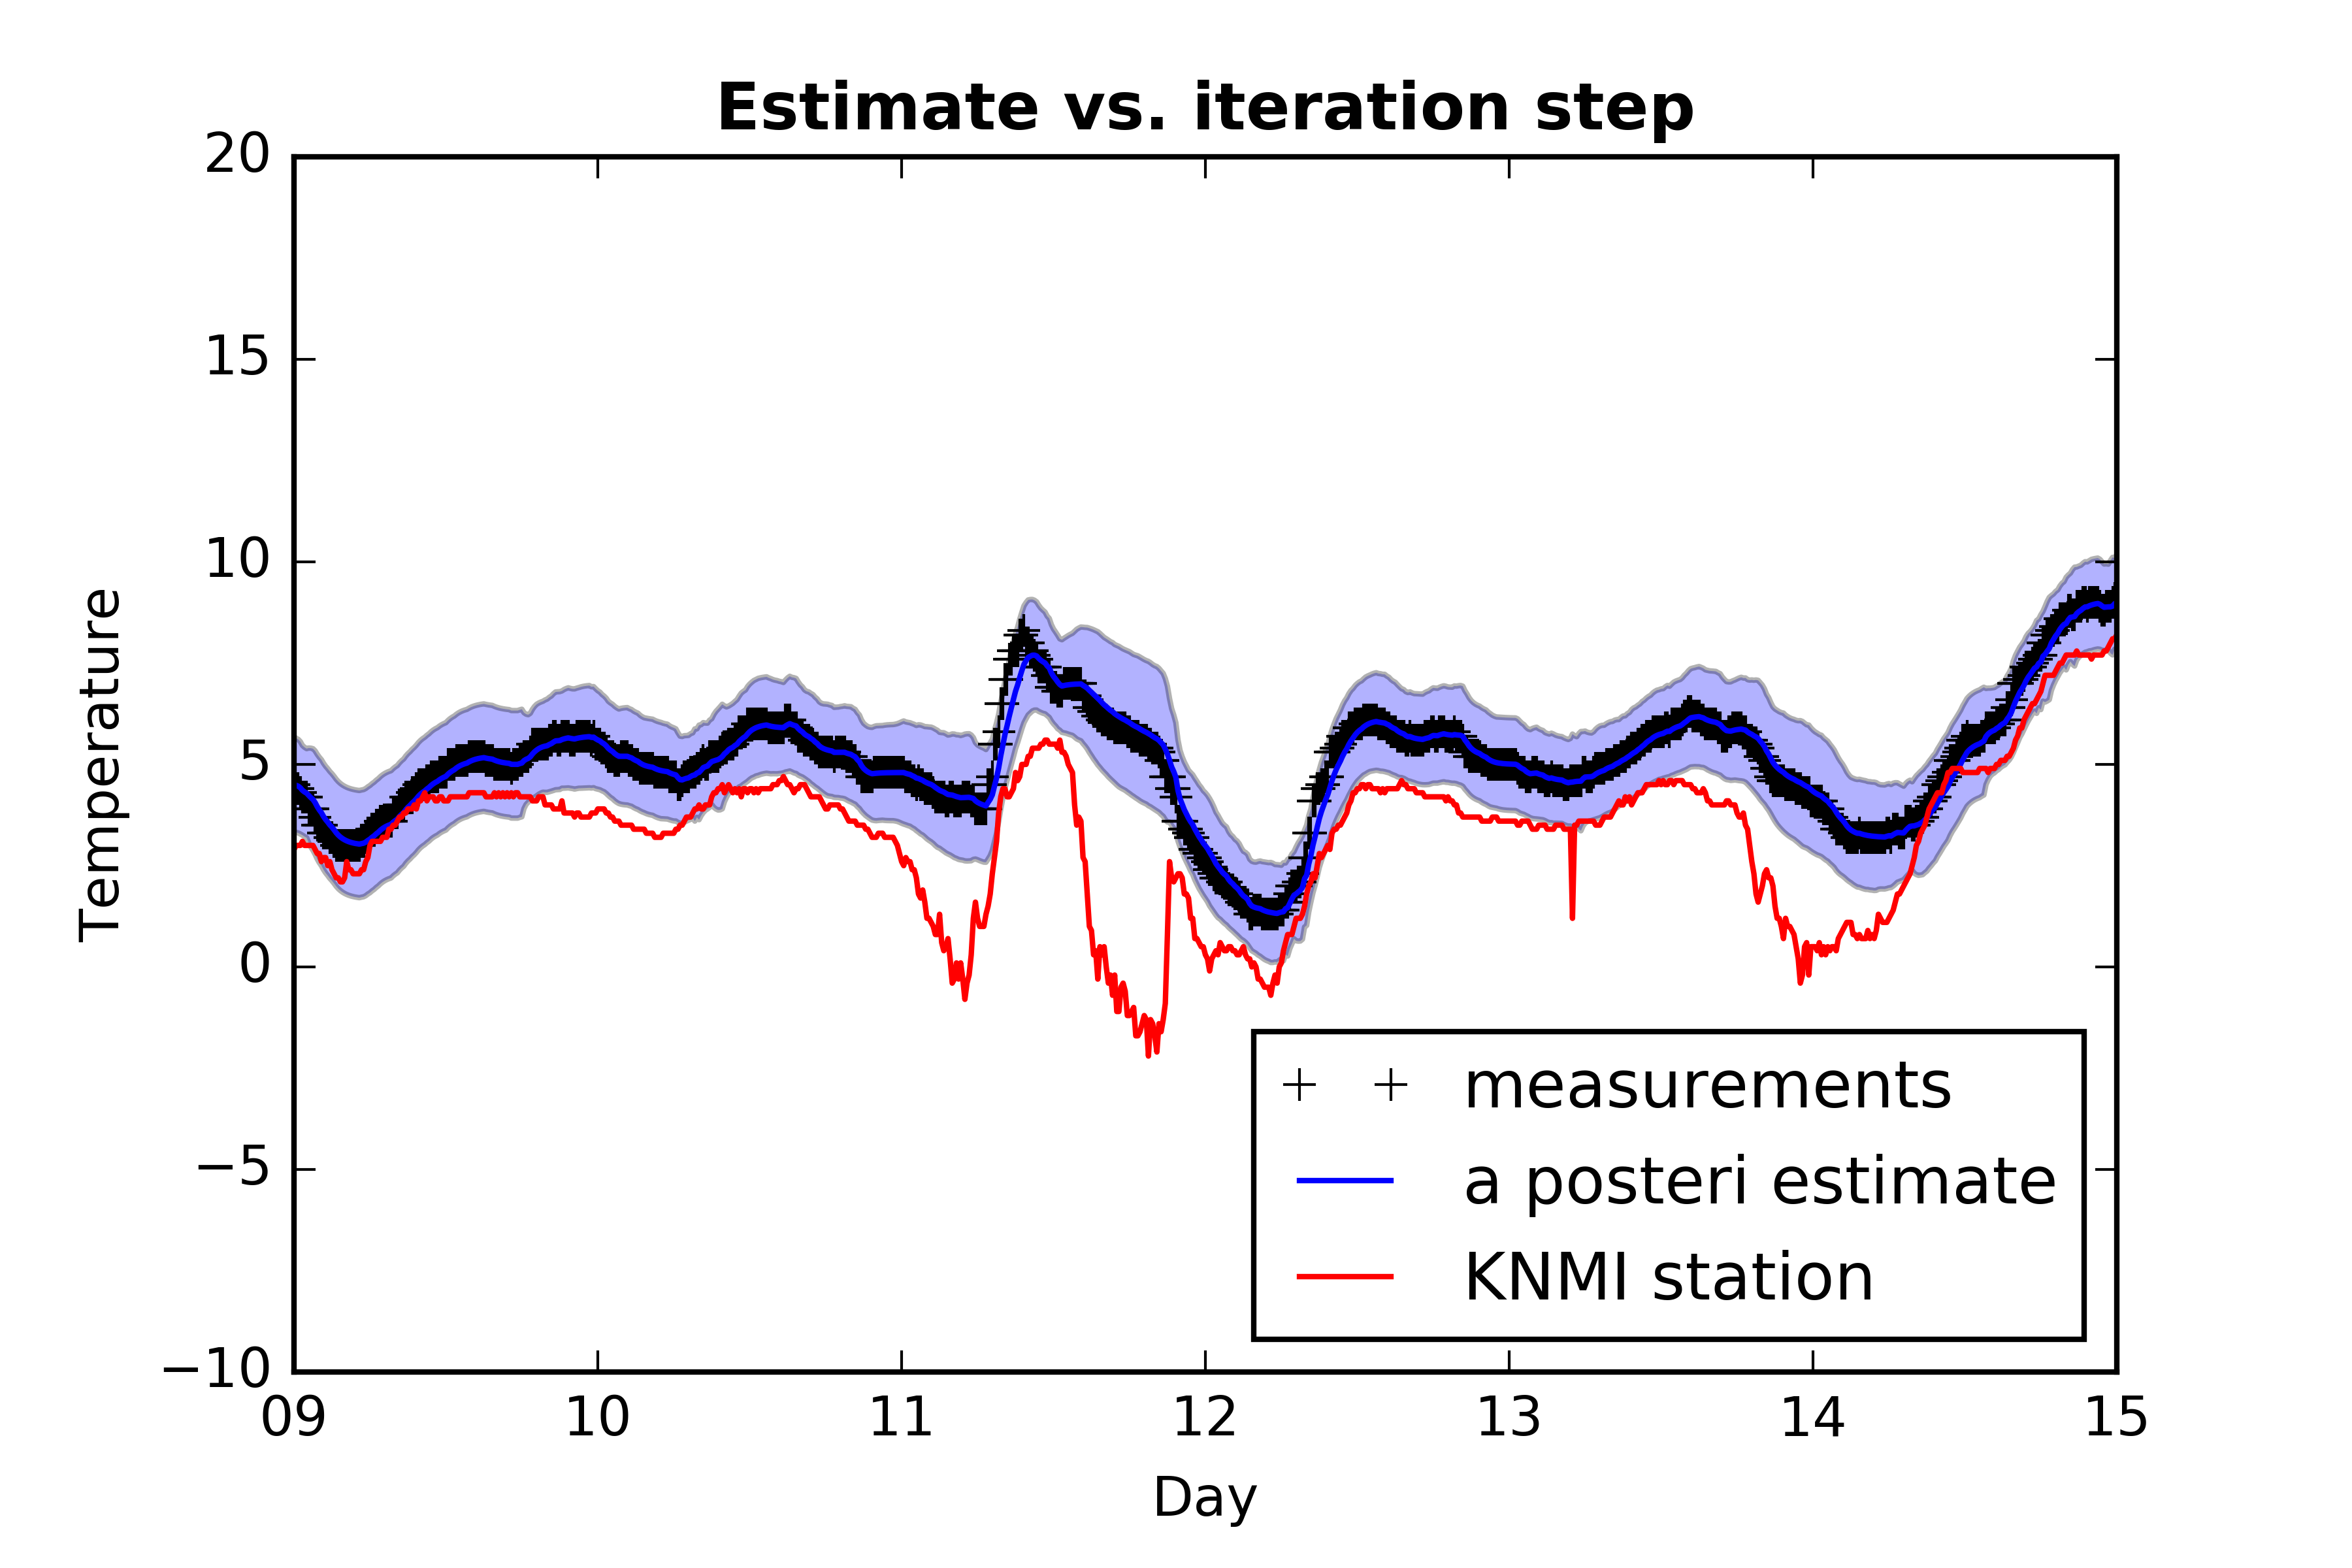 Estimate vs. iteration step
20
15
10
5
0
−5
−10
Temperature
measurements
a posteri estimate
KNMI station
09 10 11 12 13 14 15
Day